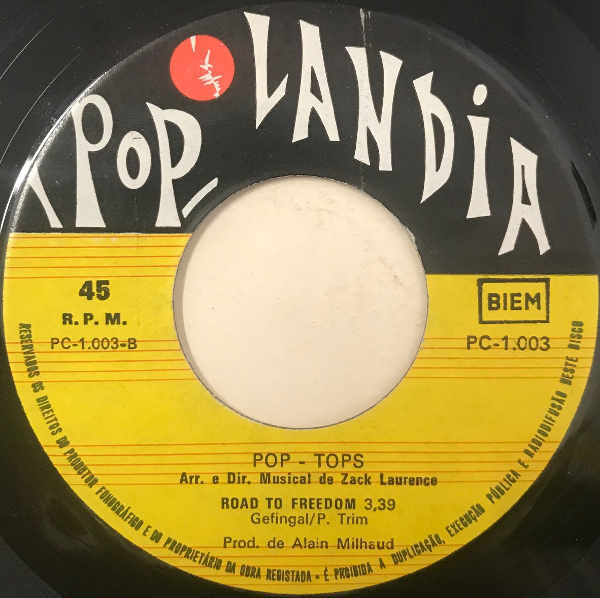 POP LANDiA
45
R.P.M.
PC-1.003-B
BIEM
PC-1.003
POP - TOPS
Arr. e Dir. Musical de Zack Laurence
ROAD TO FREEDOM 3,39
Gefingal/P. Trim
Prod. de Alain Milhaud
RESERVADOS OS DIREITOS DO PRODUTOR FONOGRÁFICO E DO PROPRIETÁRIO DA OBRA REGISTADA - É PROIBIDA A DUPLICAÇÃO, EXECUÇÃO PÚBLICA E RADIODIFUSÃO DESTE DISCO